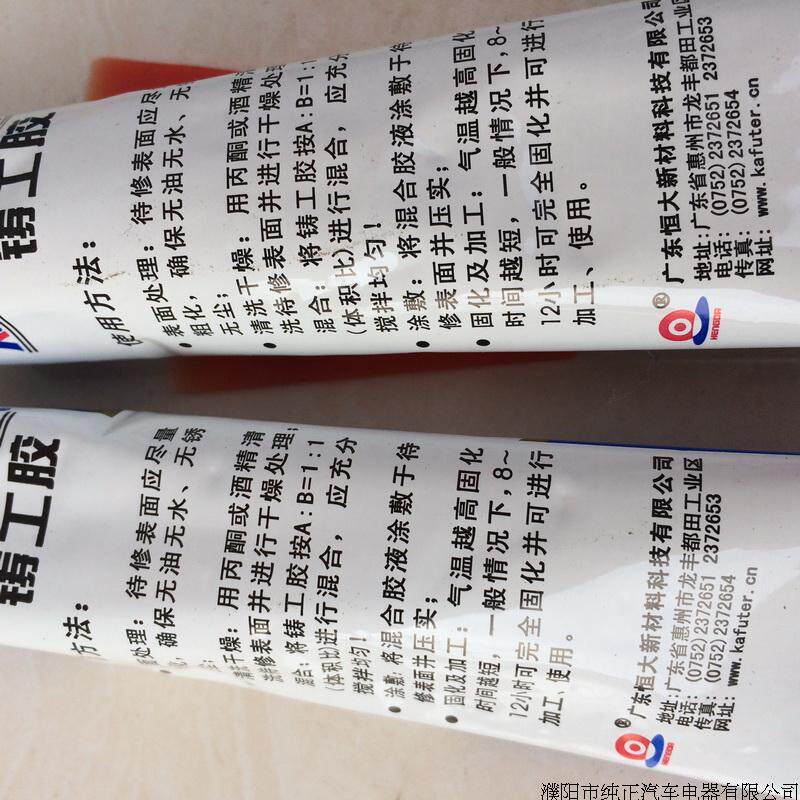 铸工胶
使用方法：
表面处理：待修表面应尽
粗化，确保无油无水、无
无尘；
• 清洗干燥：用丙酮或酒精
洗待修表面并进行干燥处理
混合：将铸工胶按A:B=1:1
(体积比)进行混合，应充分
搅拌均匀！
• 涂敷：将混合胶液涂敷于待
修表面并压实；
• 固化及加工：气温越高固化
时间越短，一般情况下，8~
12小时可完全固化并可进行
加工、使用。
HENGDA
®
广东恒大新材料科技有限公司
地址：广东省惠州市龙丰都田工业区
电话：(0752) 2372651 2372653
传真：(0752) 2372654
网址：www.kafuter.cn
铸工胶
方法：
处理：待修表面应尽量
确保无油无水、无锈
清洗干燥：用丙酮或酒精清
洗待修表面并进行干燥处理；
混合：将铸工胶按A:B=1:1
(体积比)进行混合，应充分
搅拌均匀！
• 涂敷：将混合胶液涂敷于待
修表面并压实；
• 固化及加工：气温越高固化
时间越短，一般情况下，8~
12小时可完全固化并可进行
加工、使用。
®
广东恒大新材料科技有限公司
地址：广东省惠州市龙丰都田工业区
电话：(0752) 2372651 2372653
传真：(0752) 2372654
网址：www.kafuter.cn
濮阳市纯正汽车电器有限公司